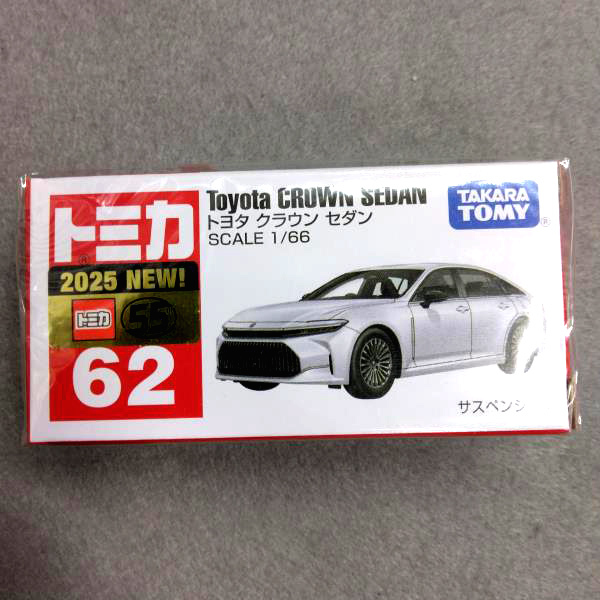 トミカ
®
2025 NEW!
トミカ 55
62
Toyota CROWN SEDAN
トヨタ クラウン セダン
SCALE 1/66
TAKARA
TOMY
®
サスペンシ